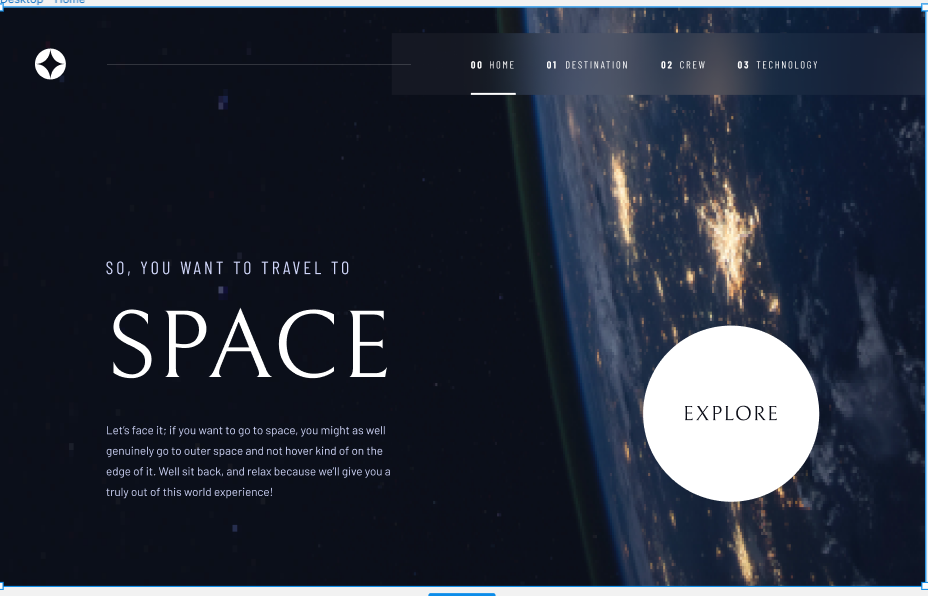 Desktop - Home
00 HOME 01 DESTINATION 02 CREW 03 TECHNOLOGY
SO, YOU WANT TO TRAVEL TO
SPACE
Let's face it; if you want to go to space, you might as well
genuinely go to outer space and not hover kind of on the
edge of it. Well sit back, and relax because we'll give you a
truly out of this world experience!
EXPLORE